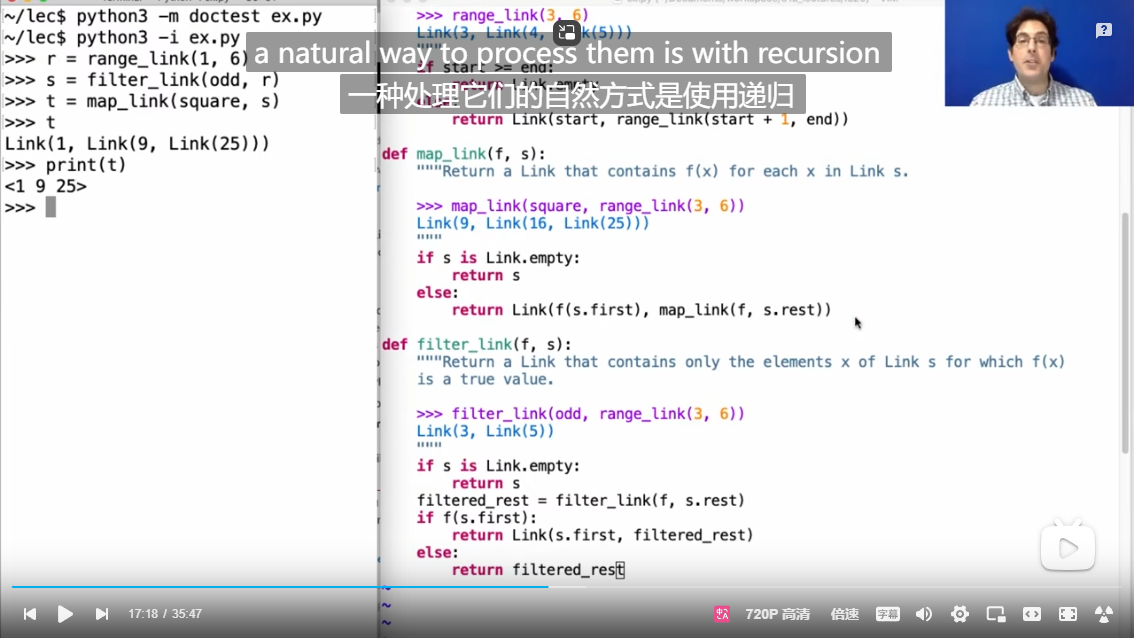 ~/lec$ python3 -m doctest ex.py
~/lec$ python3 -i ex.py
>>> r = range_link(1, 6)
>>> s = filter_link(odd, r)
>>> t = map_link(square, s)
>>> t
Link(1, Link(9, Link(25)))
>>> print(t)
<1 9 25>
>>>
>>> range_link(3, 6)
Link(3, Link(4, Link(5)))
"""
a natural way to process them is with recursion
if start >= end:
return Link.empty
一种处理它们的自然方式是使用递归
else:
return Link(start, range_link(start + 1, end))
def map_link(f, s):
"""Return a Link that contains f(x) for each x in Link s.
>>> map_link(square, range_link(3, 6))
Link(9, Link(16, Link(25)))
"""
if s is Link.empty:
return s
else:
return Link(f(s.first), map_link(f, s.rest))
def filter_link(f, s):
"""Return a Link that contains only the elements x of Link s for which f(x)
is a true value.
>>> filter_link(odd, range_link(3, 6))
Link(3, Link(5))
"""
if s is Link.empty:
return s
filtered_rest = filter_link(f, s.rest)
if f(s.first):
return Link(s.first, filtered_rest)
else:
return filtered_rest
~
~
~
17:18 / 35:47
720P 高清
倍速
字幕